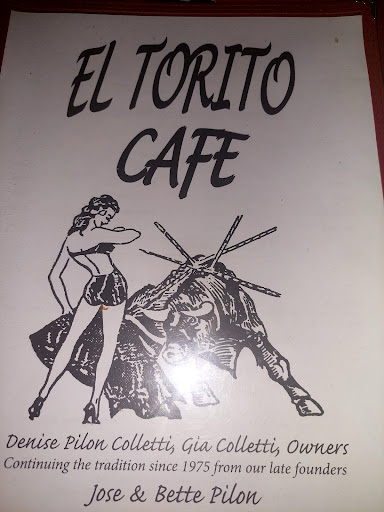 EL TORITO
CAFE
Denise Pilon Colletti, Gia Colletti, Owners
Continuing the tradition since 1975 from our late founders
Jose & Bette Pilon